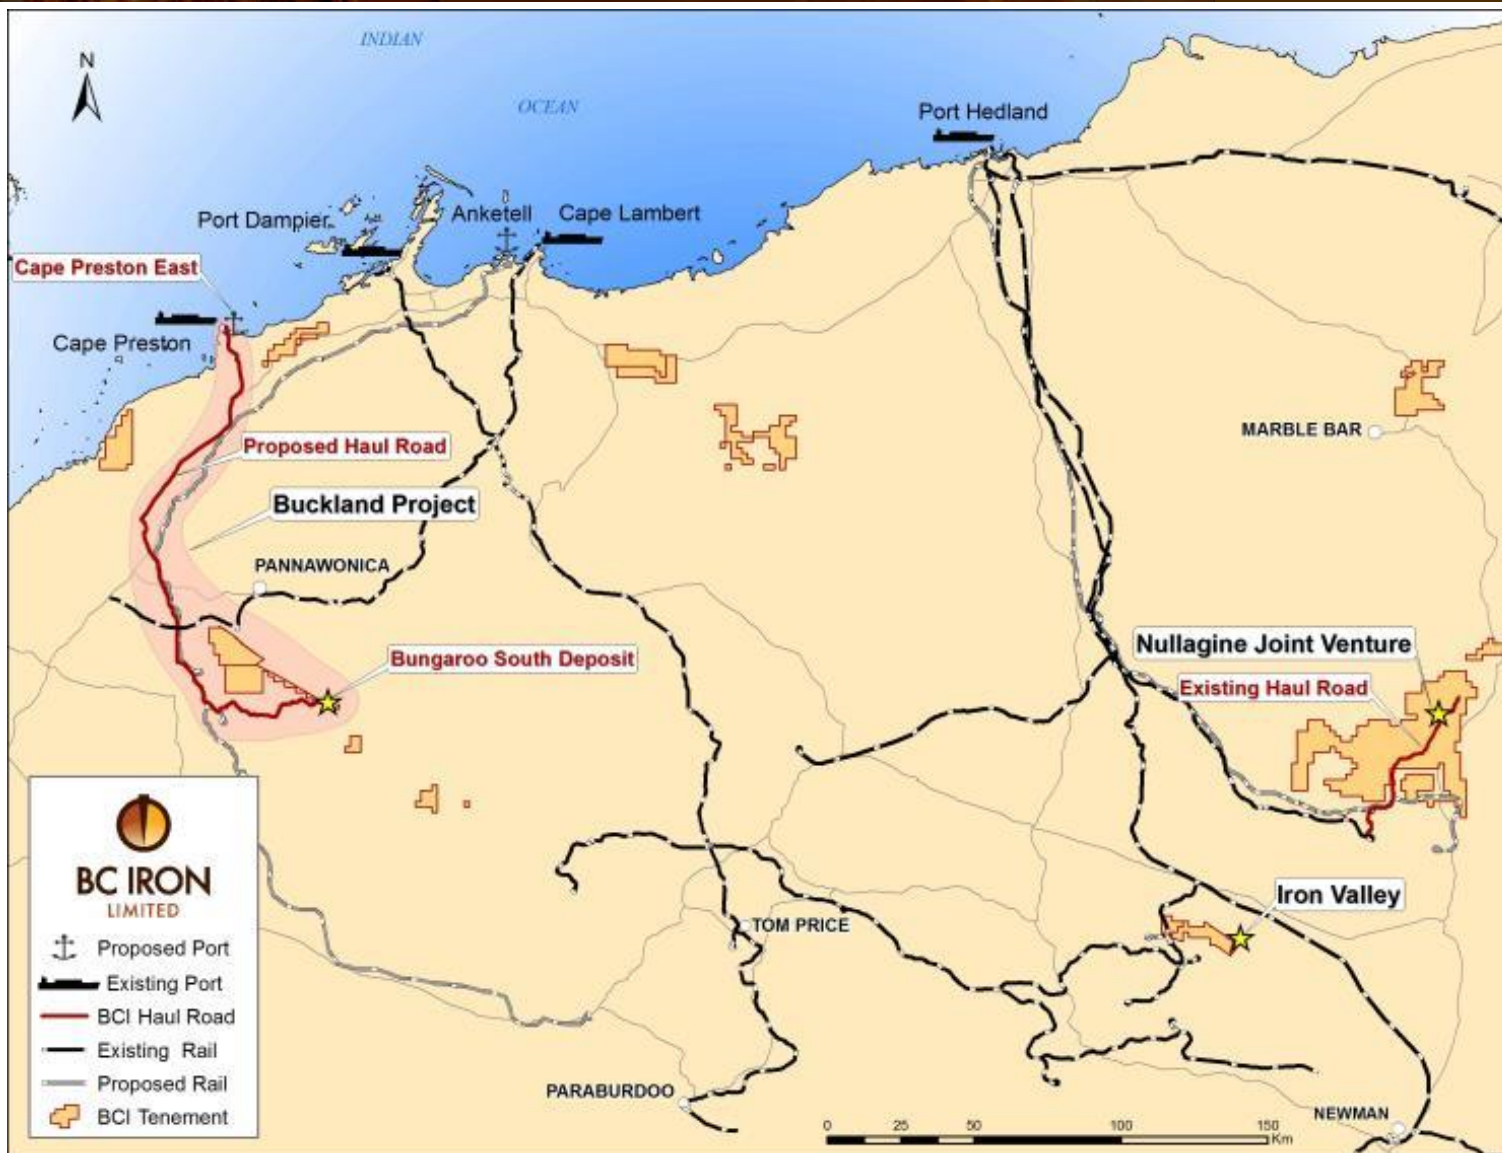 INDIAN
N
OCEAN
Port Hedland
Port Dampier
Anketell
Cape Lambert
Cape Preston East
Cape Preston
MARBLE BAR
Proposed Haul Road
Buckland Project
PANNAWONICA
Nullagine Joint Venture
Bungaroo South Deposit
Existing Haul Road
Iron Valley
TOM PRICE
PARABURDOO
NEWMAN
BC IRON
LIMITED
Proposed Port
Existing Port
BCI Haul Road
Existing Rail
Proposed Rail
BCI Tenement
0 25 50 100 150
Km